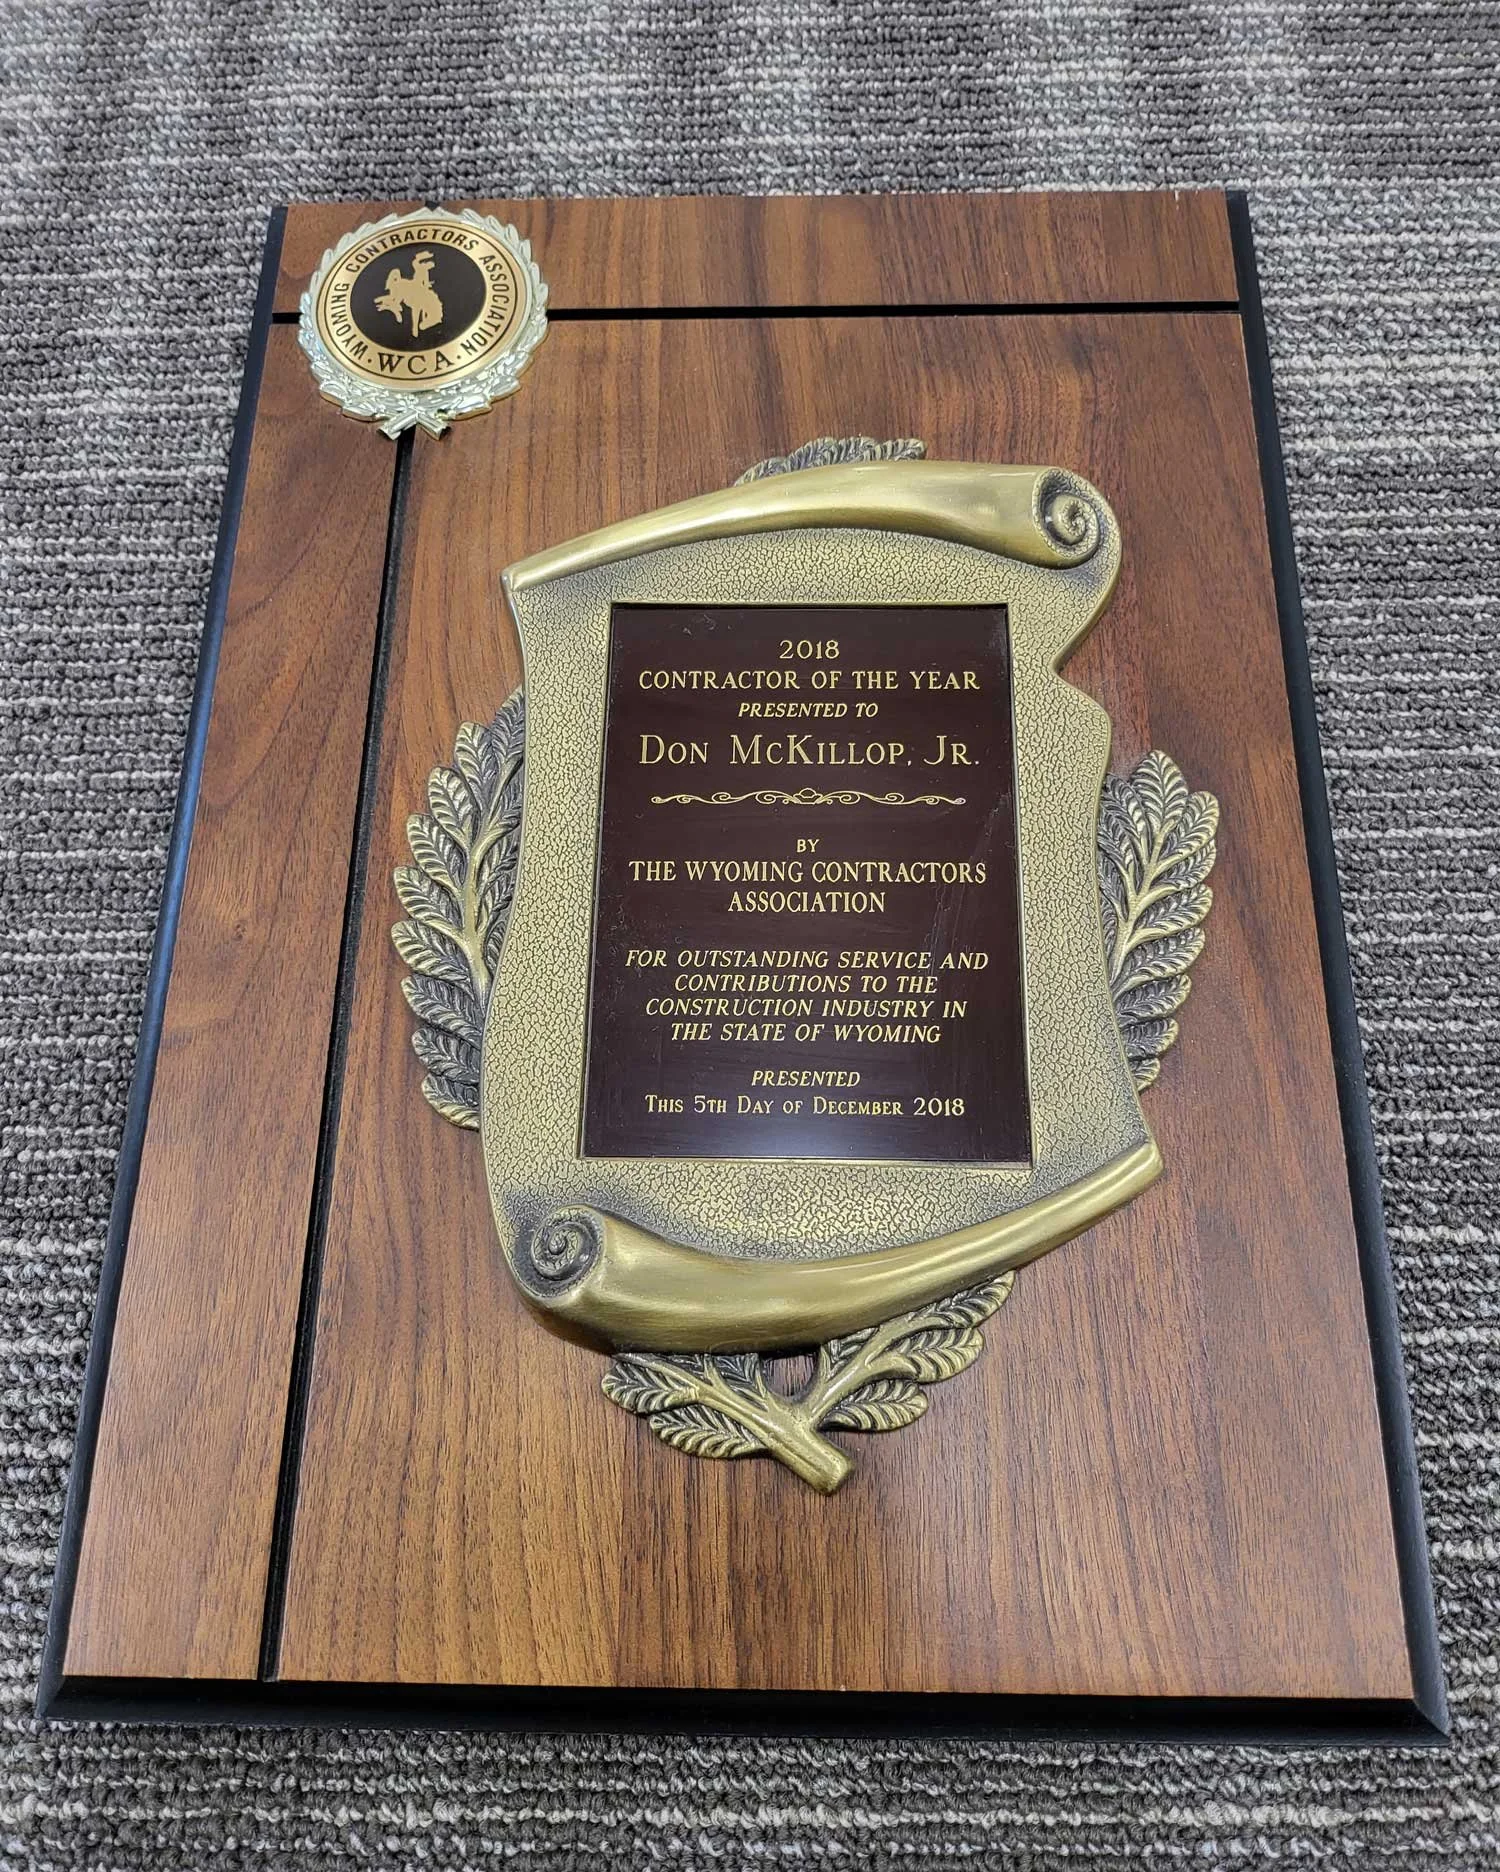 WYOMING CONTRACTORS ASSOCIATION
· WCA ·
2018
CONTRACTOR OF THE YEAR
PRESENTED TO
DON MCKILLOP, JR.
BY
THE WYOMING CONTRACTORS
ASSOCIATION
FOR OUTSTANDING SERVICE AND
CONTRIBUTIONS TO THE
CONSTRUCTION INDUSTRY IN
THE STATE OF WYOMING
PRESENTED
THIS 5TH DAY OF DECEMBER 2018